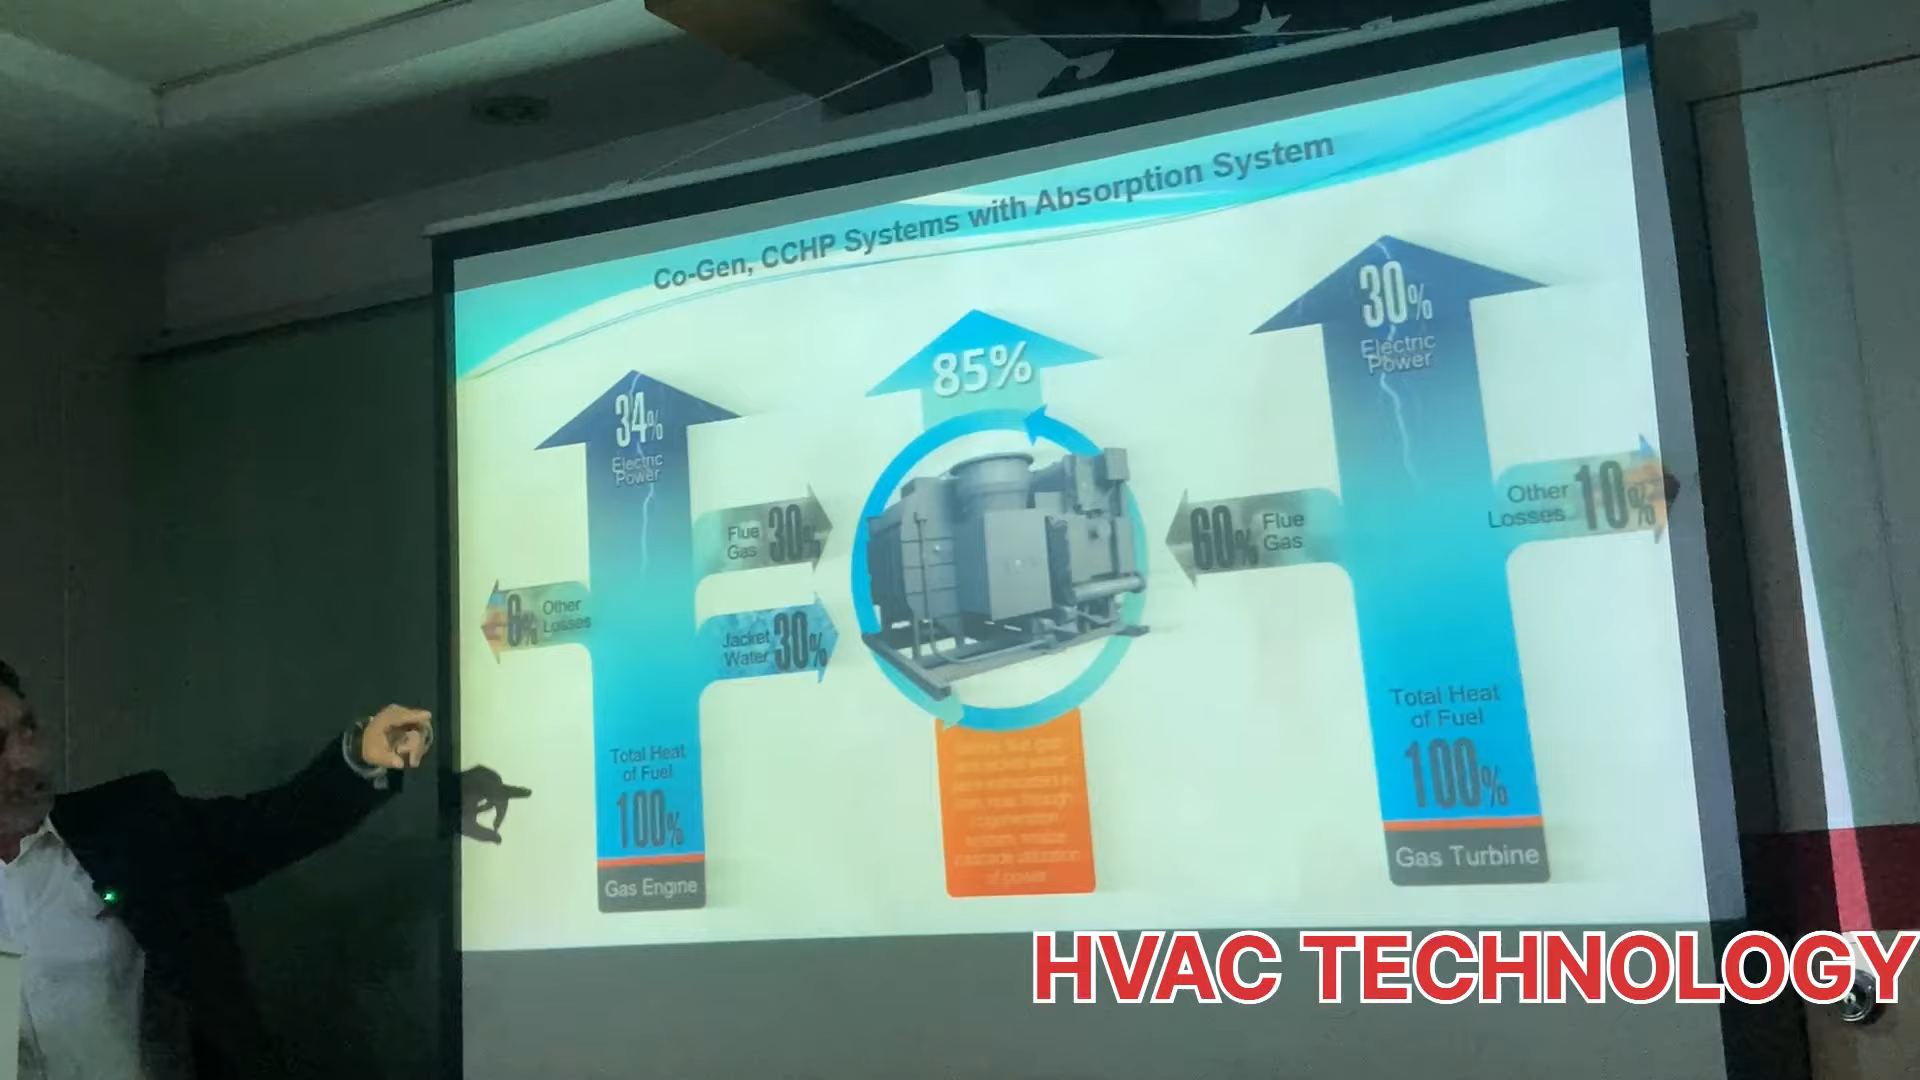 Co-Gen, CCHP Systems with Absorption System
34%
Electric
Power
Flue
Gas
30%
Other
Losses
6%
Jacket
Water
30%
Total Heat
of Fuel
100%
Gas Engine
85%
of power
30%
Electric
Power
60%
Flue
Gas
Other
Losses
10%
Total Heat
of Fuel
100%
Gas Turbine
HVAC TECHNOLOGY